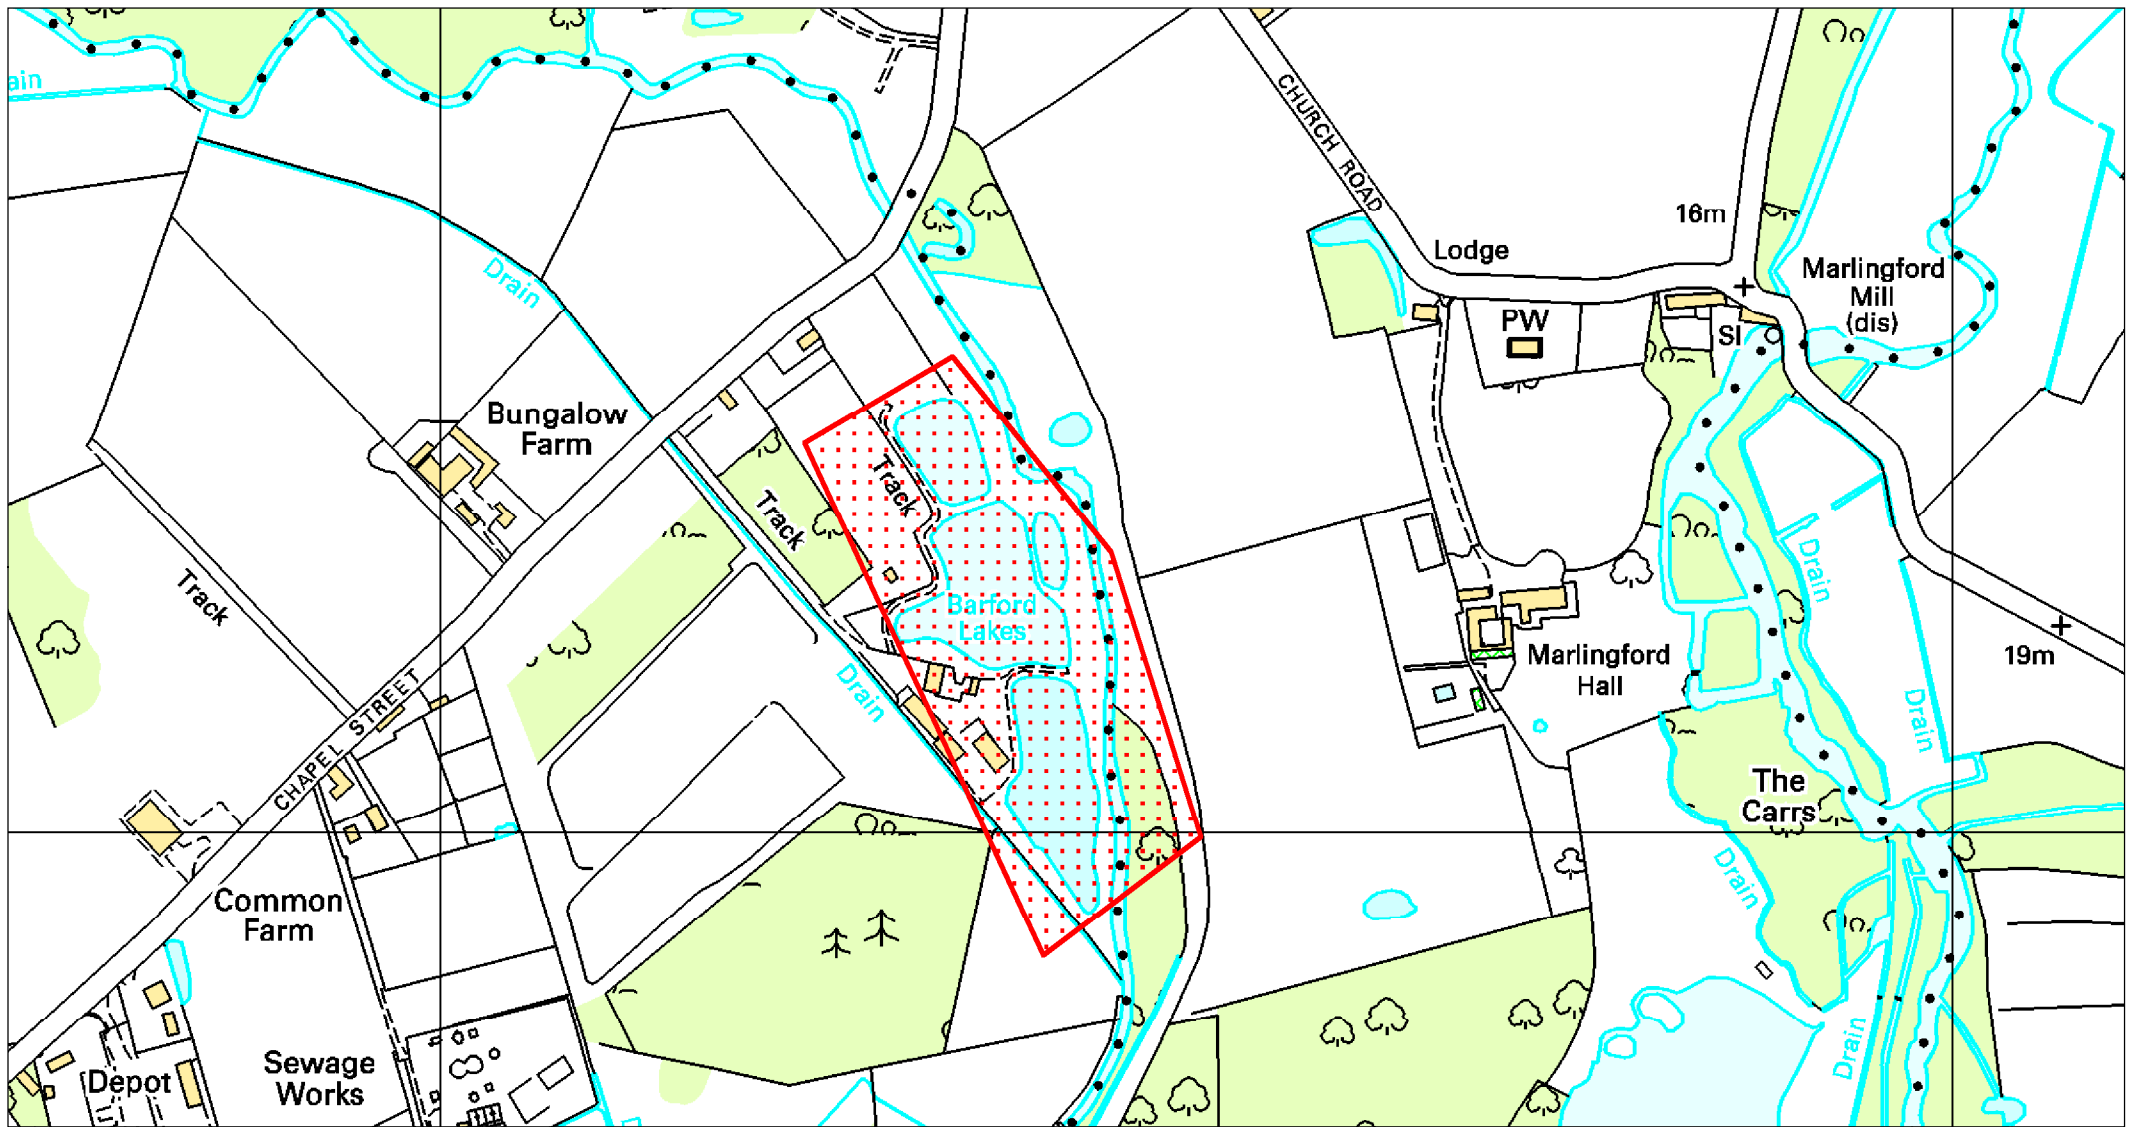 ain
CHURCH ROAD
16m
Lodge
Marlingford
Mill
(dis)
Drain
PW
SI
Bungalow
Farm
Track
Track
Drain
Track
Barford
Lakes
19m
Marlingford
Hall
Drain
Drain
CHAPEL STREET
The
Carrs
Drain
Common
Farm
Drain
Sewage
Works
Depot